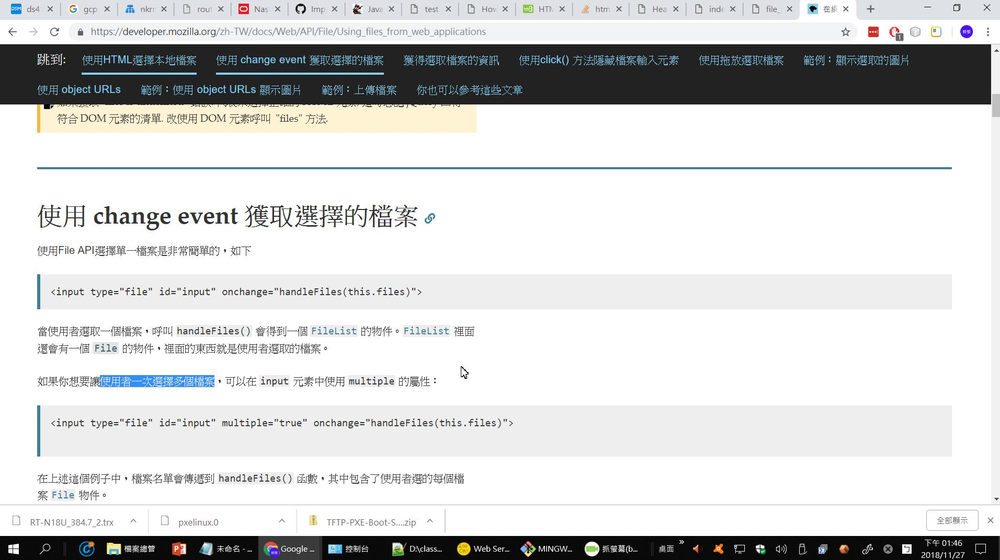 ds4
gcp
nkrr
rout
Nas
Imp
Java
test.
How
HTM
htm
Hea
inde
file_
在網
https://developer.mozilla.org/zh-TW/docs/Web/API/File/Using_files_from_web_applications
1
跳到: 使用HTML選擇本地檔案 使用 change event 獲取選擇的檔案 獲得選取檔案的資訊 使用click() 方法隱藏檔案輸入元素 使用拖放選取檔案 範例：顯示選取的圖片
使用 object URLs 範例：使用 object URLs 顯示圖片 範例：上傳檔案 你也可以參考這些文章
符合 DOM 元素的清單. 改使用 DOM 元素呼叫 "files" 方法.
使用 change event 獲取選擇的檔案
使用File API選擇單一檔案是非常簡單的，如下
<input type="file" id="input" onchange="handleFiles(this.files)">
當使用者選取一個檔案，呼叫 handleFiles() 會得到一個 FileList 的物件。FileList 裡面
還會有一個 File 的物件，裡面的東西就是使用者選取的檔案。
如果你想要讓使用者一次選擇多個檔案，可以在 input 元素中使用 multiple 的屬性：
<input type="file" id="input" multiple="true" onchange="handleFiles(this.files)">
在上述這個例子中，檔案名單會傳遞到 handleFiles() 函數，其中包含了使用者選的每個檔
案 File 物件。
RT-N18U_384.7_2.trx
pxelinux.0
TFTP-PXE-Boot-S....zip
全部顯示
檔案總管
未命名 - ...
Google ...
控制台
D:\class...
Web Ser...
MINGW...
抓螢幕(b...
桌面
下午 01:46
2018/11/27